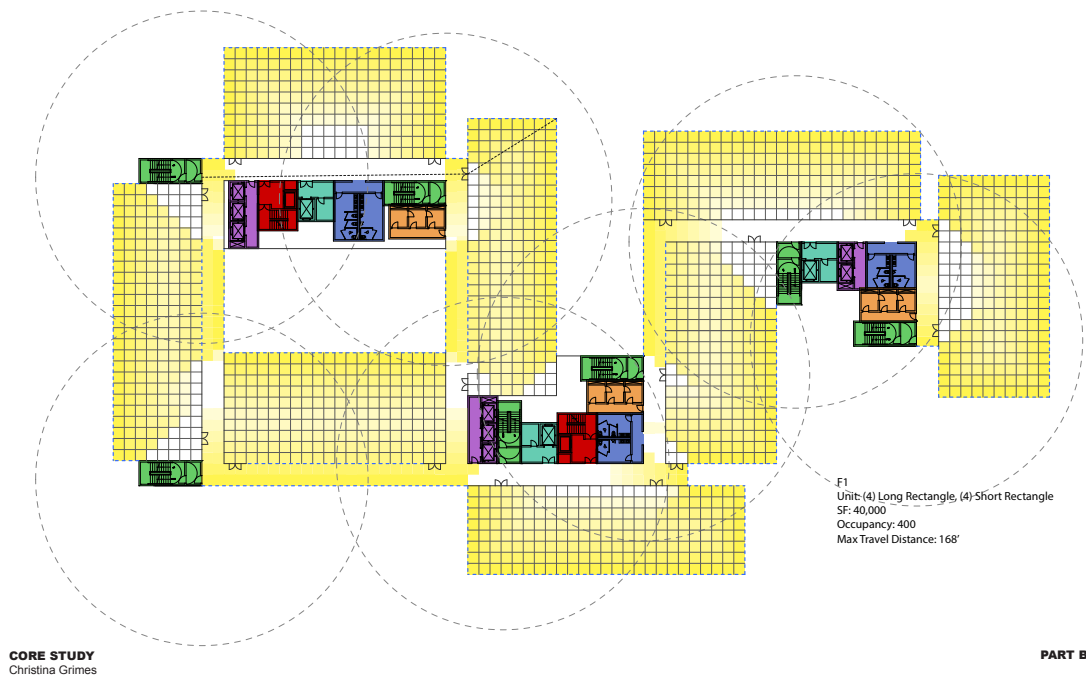 F1
Unit: (4) Long Rectangle, (4) Short Rectangle
SF: 40,000
Occupancy: 400
Max Travel Distance: 168'
CORE STUDY
Christina Grimes
PART B